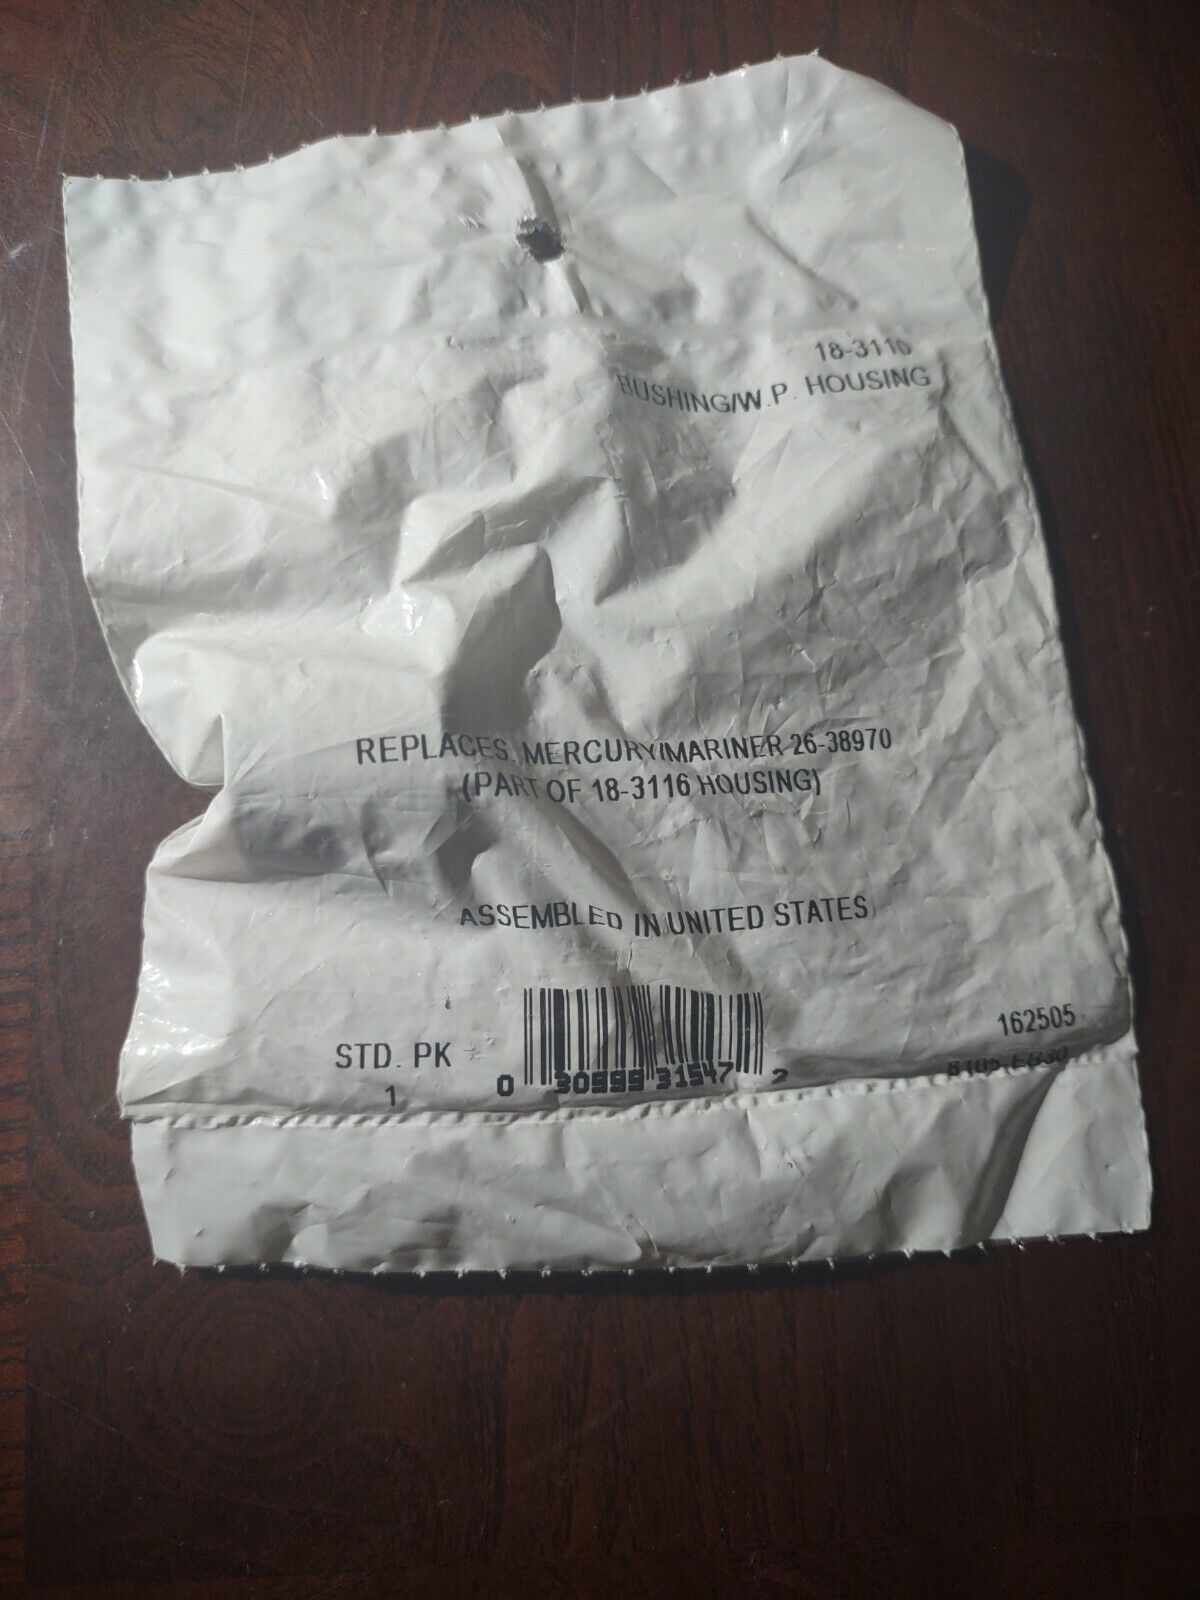 18-3116
BUSHING/W.P. HOUSING
REPLACES: MERCURY/MARINER 26-38970
(PART OF 18-3116 HOUSING)
ASSEMBLED IN UNITED STATES
STD. PK
1
0 30999 31547 2
162505